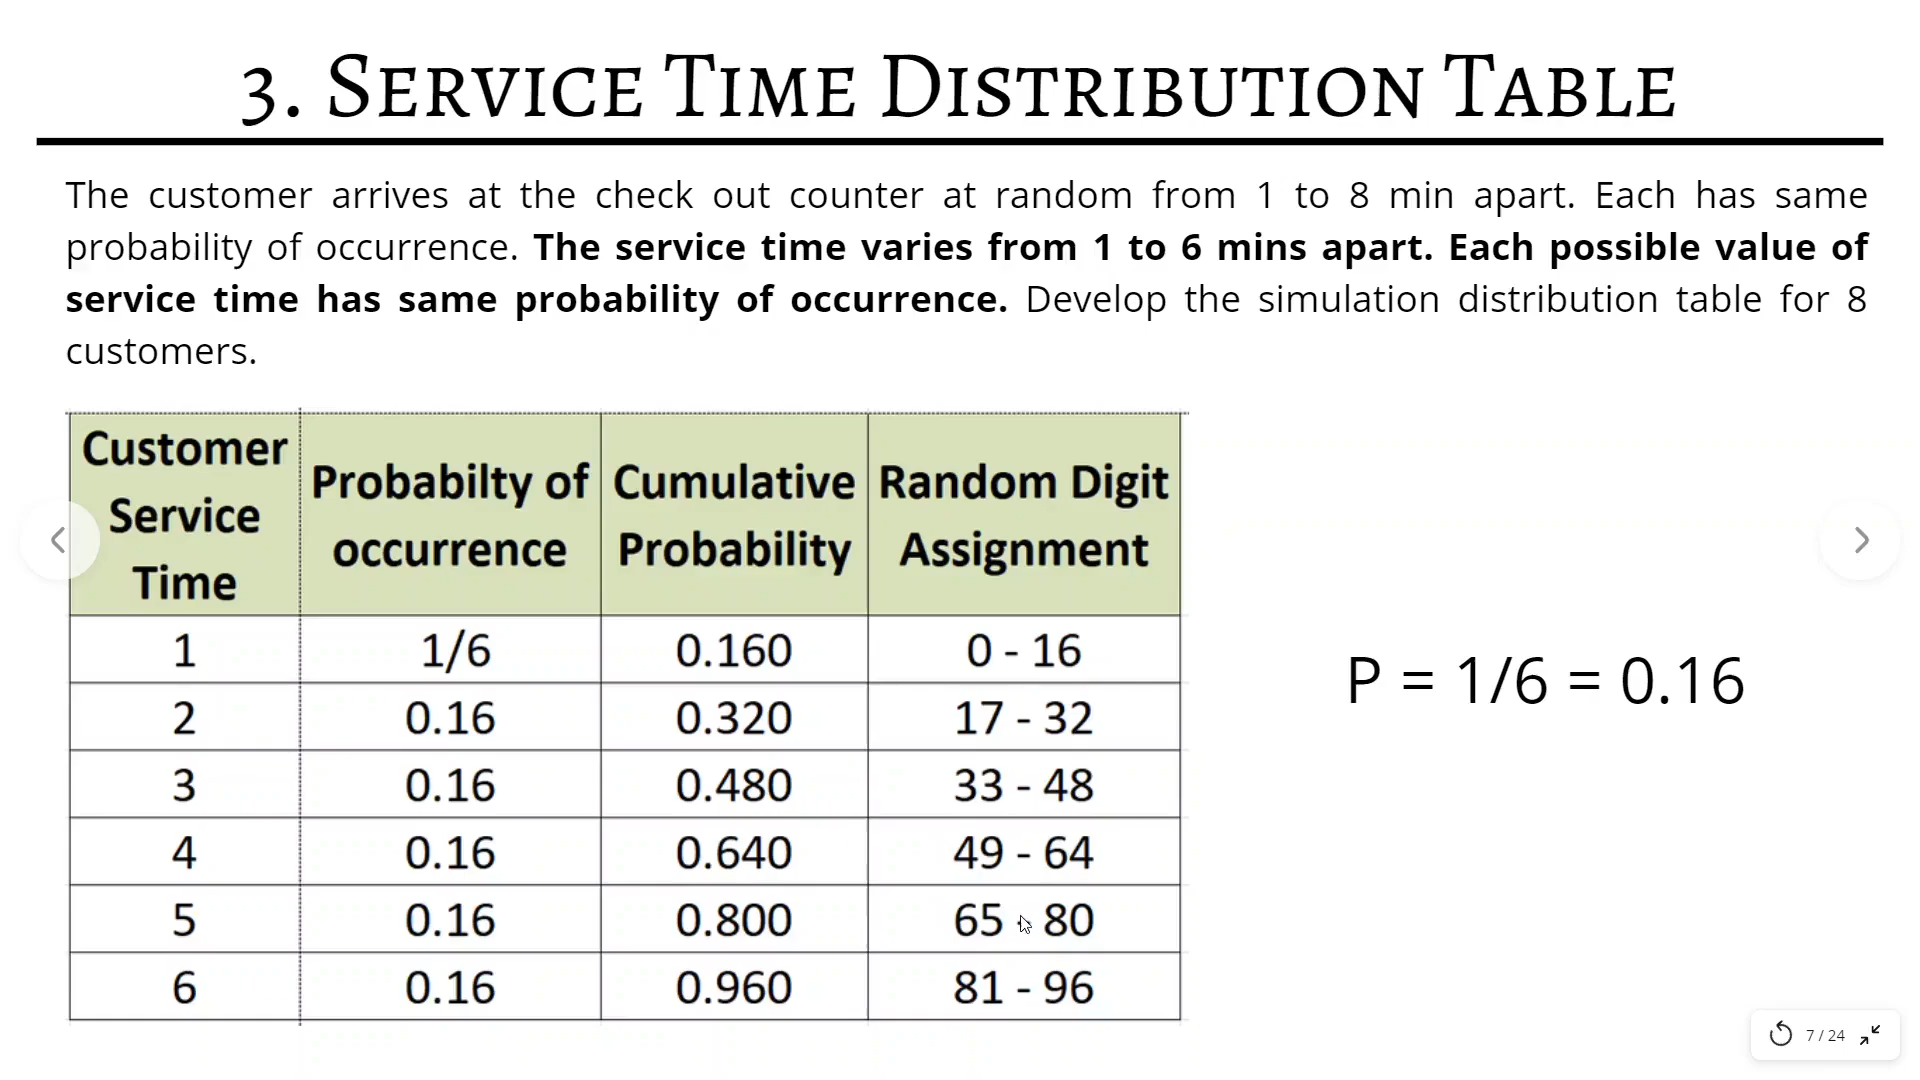 3. Service Time Distribution Table
The customer arrives at the check out counter at random from 1 to 8 min apart. Each has same
probability of occurrence. The service time varies from 1 to 6 mins apart. Each possible value of
service time has same probability of occurrence. Develop the simulation distribution table for 8
customers.
Customer Service Time | Probabilty of occurrence | Cumulative Probability | Random Digit Assignment
1 | 1/6 | 0.160 | 0 - 16
2 | 0.16 | 0.320 | 17 - 32
3 | 0.16 | 0.480 | 33 - 48
4 | 0.16 | 0.640 | 49 - 64
5 | 0.16 | 0.800 | 65 - 80
6 | 0.16 | 0.960 | 81 - 96
P = 1/6 = 0.16
7 / 24